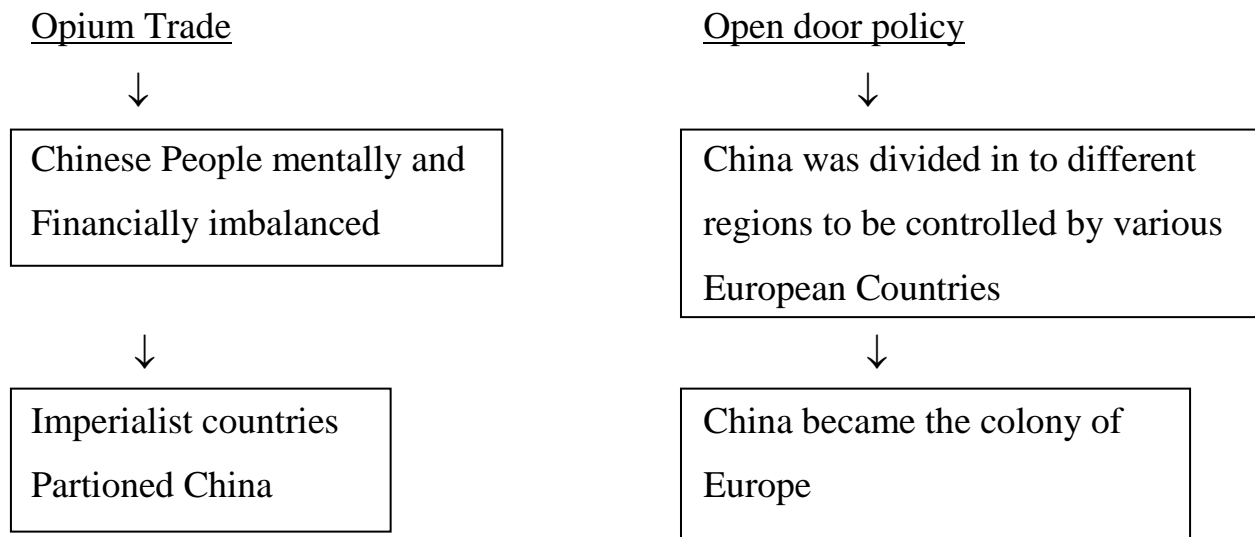 Opium Trade
↓
Chinese People mentally and
Financially imbalanced
↓
Imperialist countries
Partioned China
Open door policy
↓
China was divided in to different
regions to be controlled by various
European Countries
↓
China became the colony of
Europe